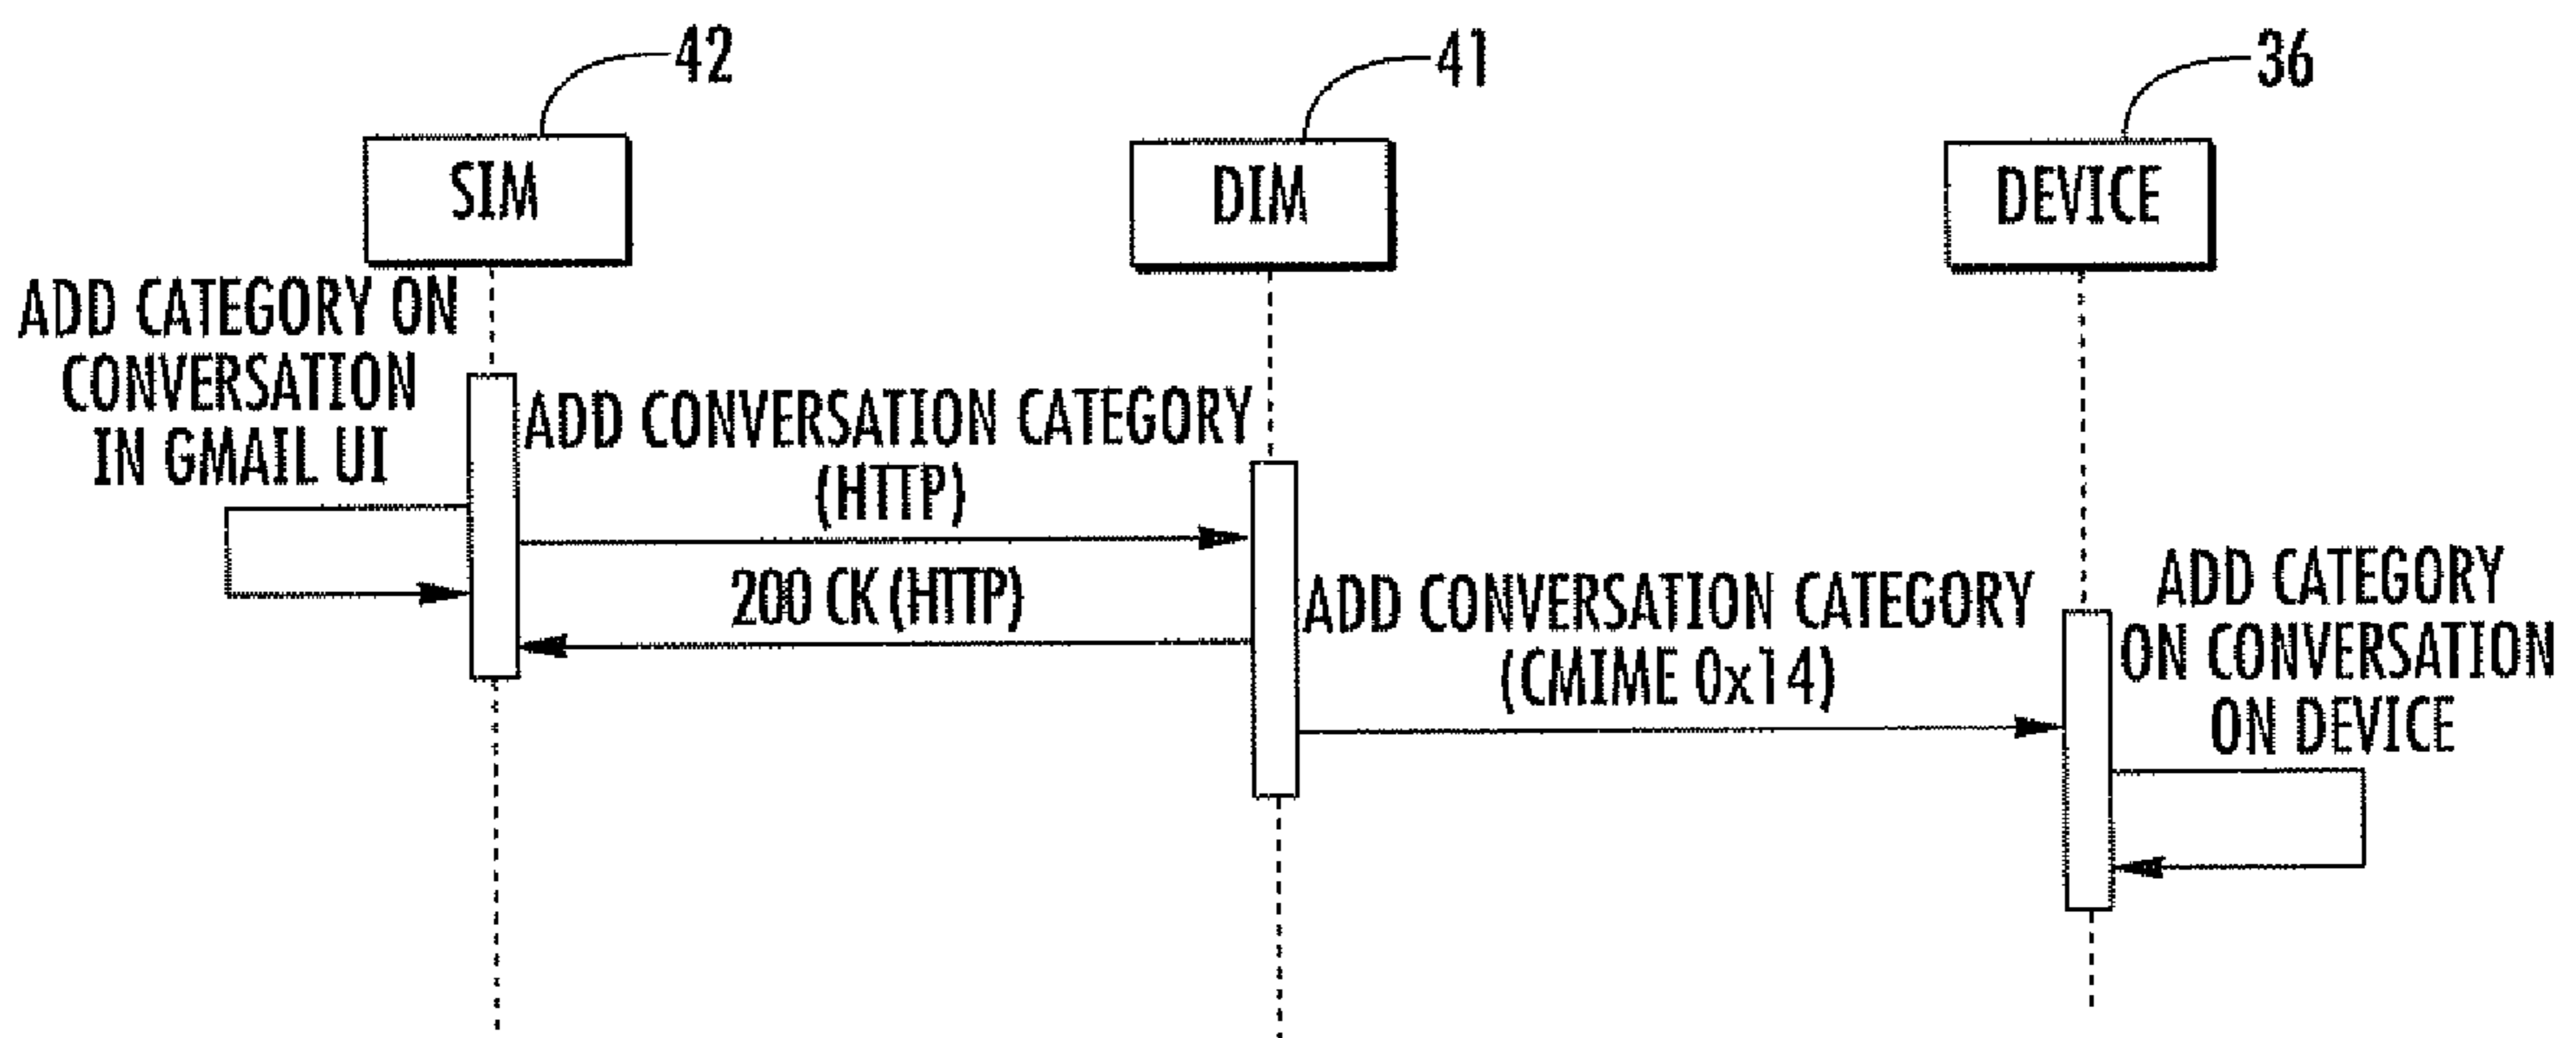 42
41
36
SIM
DIM
DEVICE
ADD CATEGORY ON
CONVERSATION
IN GMAIL UI
ADD CONVERSATION CATEGORY
(HTTP)
200 CK (HTTP)
ADD CONVERSATION CATEGORY
(CMIME 0x14)
ADD CATEGORY
ON CONVERSATION
ON DEVICE